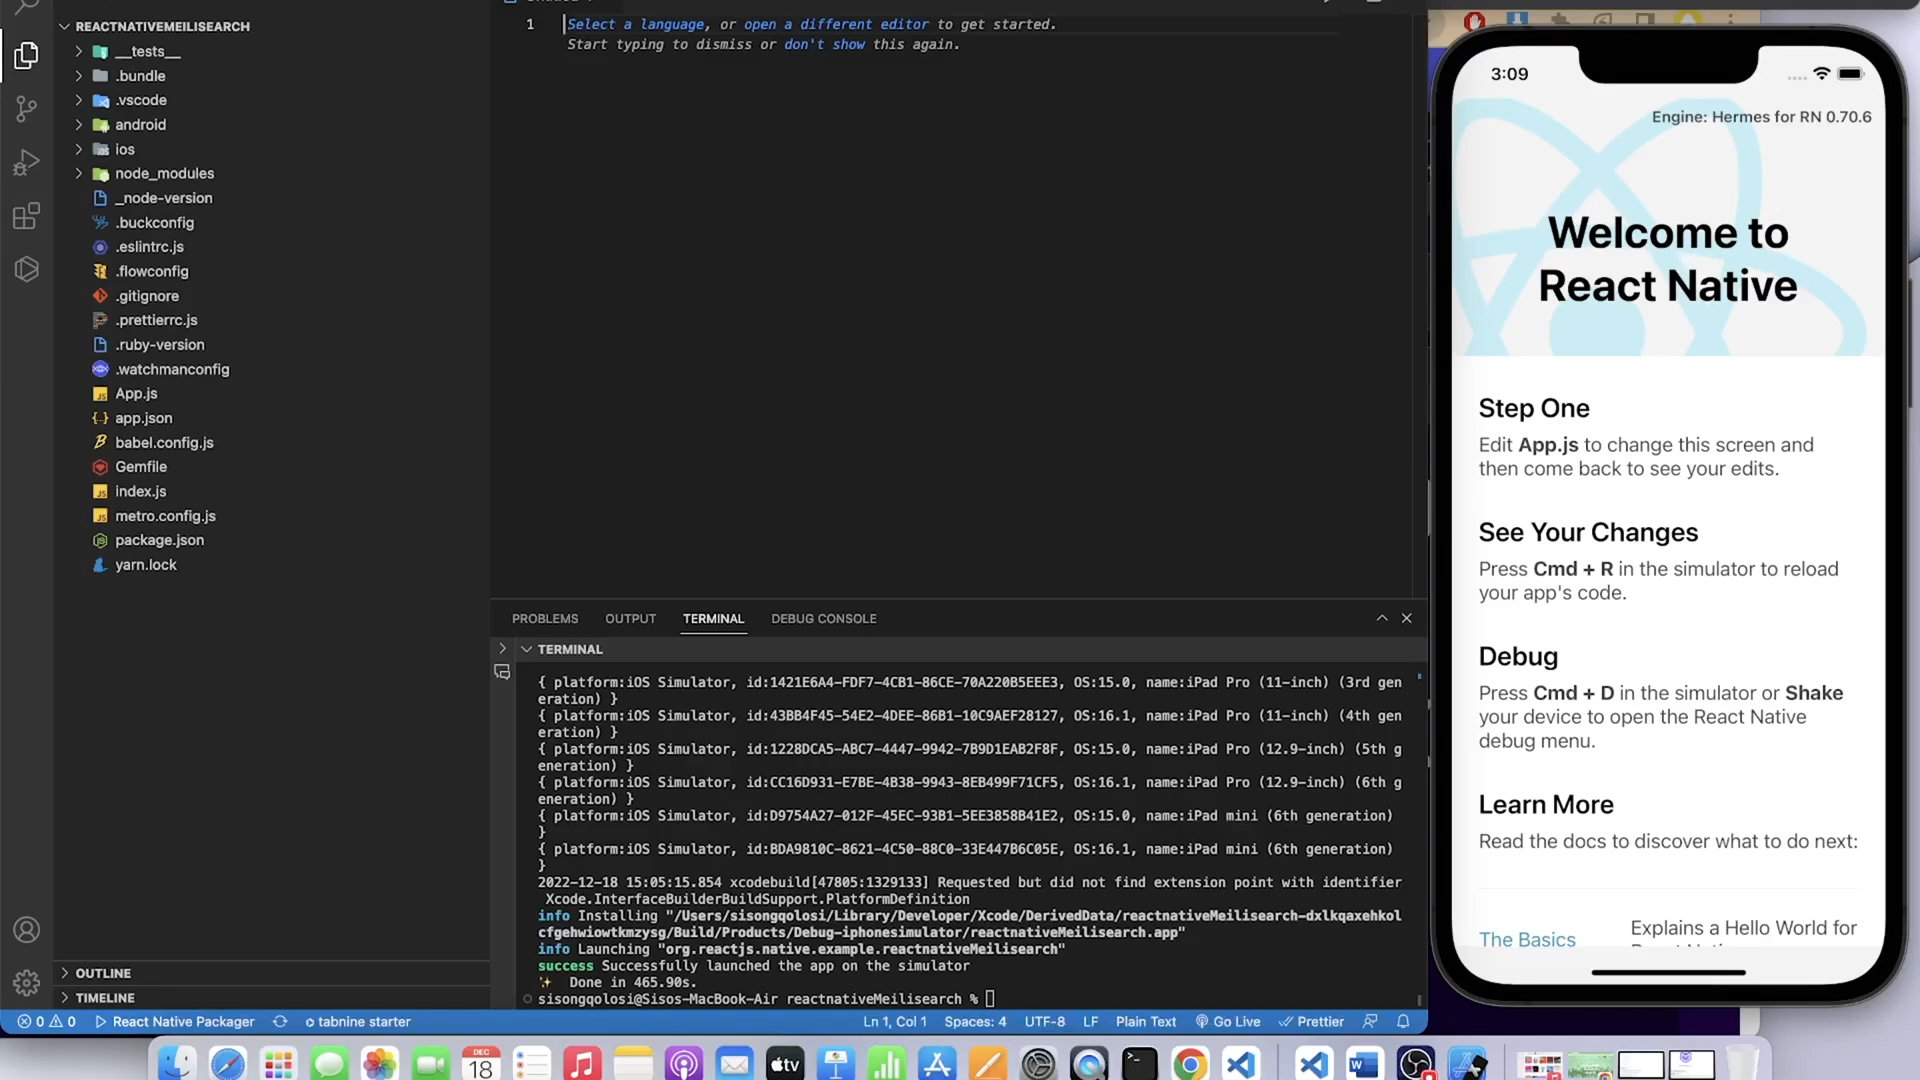 REACTNATIVEMEILISEARCH
__tests__
.bundle
.vscode
android
ios
node_modules
_node-version
.buckconfig
.eslintrc.js
.flowconfig
.gitignore
.prettierrc.js
.ruby-version
.watchmanconfig
App.js
app.json
babel.config.js
Gemfile
index.js
metro.config.js
package.json
yarn.lock
OUTLINE
TIMELINE
1 Select a language, or open a different editor to get started.
Start typing to dismiss or don't show this again.
PROBLEMS OUTPUT TERMINAL DEBUG CONSOLE
TERMINAL
{ platform:iOS Simulator, id:1421E6A4-FDF7-4CB1-86CE-70A220B5EEE3, OS:15.0, name:iPad Pro (11-inch) (3rd gen
eration) }
{ platform:iOS Simulator, id:43BB4F45-54E2-4DEE-86B1-10C9AEF28127, OS:16.1, name:iPad Pro (11-inch) (4th gen
eration) }
{ platform:iOS Simulator, id:1228DCA5-ABC7-4447-9942-7B9D1EAB2F8F, OS:15.0, name:iPad Pro (12.9-inch) (5th g
eneration) }
{ platform:iOS Simulator, id:CC16D931-E7BE-4B38-9943-8EB499F71CF5, OS:16.1, name:iPad Pro (12.9-inch) (6th g
eneration) }
{ platform:iOS Simulator, id:D9754A27-012F-45EC-93B1-5EE3858B41E2, OS:15.0, name:iPad mini (6th generation)
}
{ platform:iOS Simulator, id:BDA9810C-8621-4C50-88C0-33E447B6C05E, OS:16.1, name:iPad mini (6th generation)
}
2022-12-18 15:05:15.854 xcodebuild[47805:1329133] Requested but did not find extension point with identifier
Xcode.InterfaceBuilderBuildSupport.PlatformDefinition
info Installing "/Users/sisongqolosi/Library/Developer/Xcode/DerivedData/reactnativeMeilisearch-dxlkqaxehkol
cfgehwiowtkmzysg/Build/Products/Debug-iphonesimulator/reactnativeMeilisearch.app"
info Launching "org.reactjs.native.example.reactnativeMeilisearch"
success Successfully launched the app on the simulator
Done in 465.90s.
sisongqolosi@Sisos-MacBook-Air reactnativeMeilisearch %
0 0 React Native Packager tabnine starter Ln 1, Col 1 Spaces: 4 UTF-8 LF Plain Text Go Live Prettier
3:09
Engine: Hermes for RN 0.70.6
Welcome to
React Native
Step One
Edit App.js to change this screen and
then come back to see your edits.
See Your Changes
Press Cmd + R in the simulator to reload
your app's code.
Debug
Press Cmd + D in the simulator or Shake
your device to open the React Native
debug menu.
Learn More
Read the docs to discover what to do next:
The Basics
Explains a Hello World for
DEC
18
tv